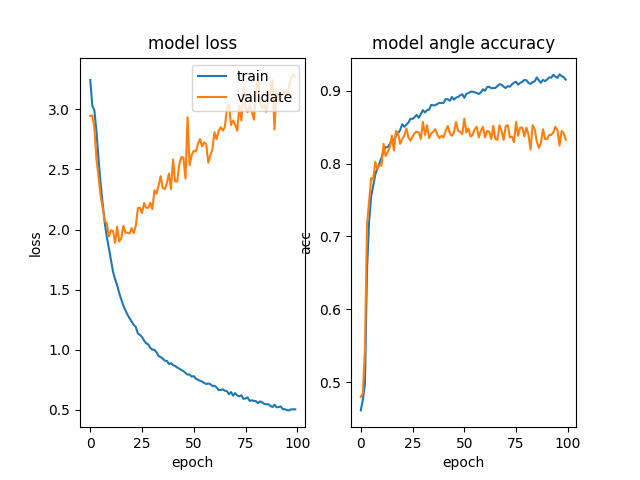 model loss
train
validate
3.0
2.5
2.0
1.5
1.0
0.5
loss
0 25 50 75 100
epoch
model angle accuracy
0.9
0.8
0.7
0.6
0.5
acc
0 25 50 75 100
epoch